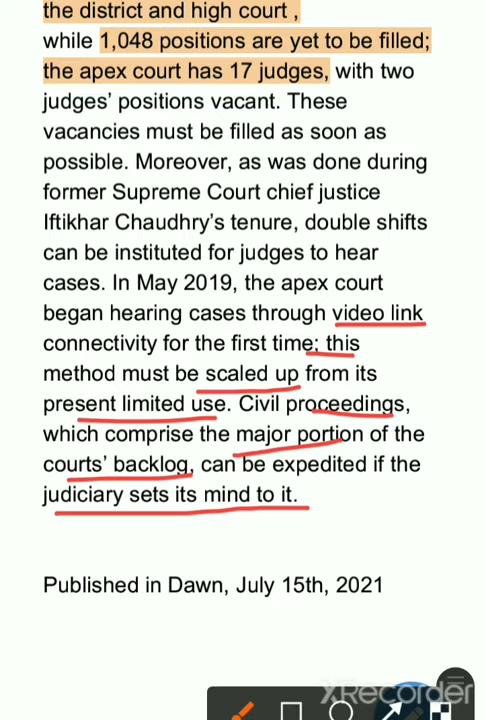 the district and high court ,
while 1,048 positions are yet to be filled;
the apex court has 17 judges, with two
judges’ positions vacant. These
vacancies must be filled as soon as
possible. Moreover, as was done during
former Supreme Court chief justice
Iftikhar Chaudhry’s tenure, double shifts
can be instituted for judges to hear
cases. In May 2019, the apex court
began hearing cases through video link
connectivity for the first time; this
method must be scaled up from its
present limited use. Civil proceedings,
which comprise the major portion of the
courts’ backlog, can be expedited if the
judiciary sets its mind to it.
Published in Dawn, July 15th, 2021
XRecorder